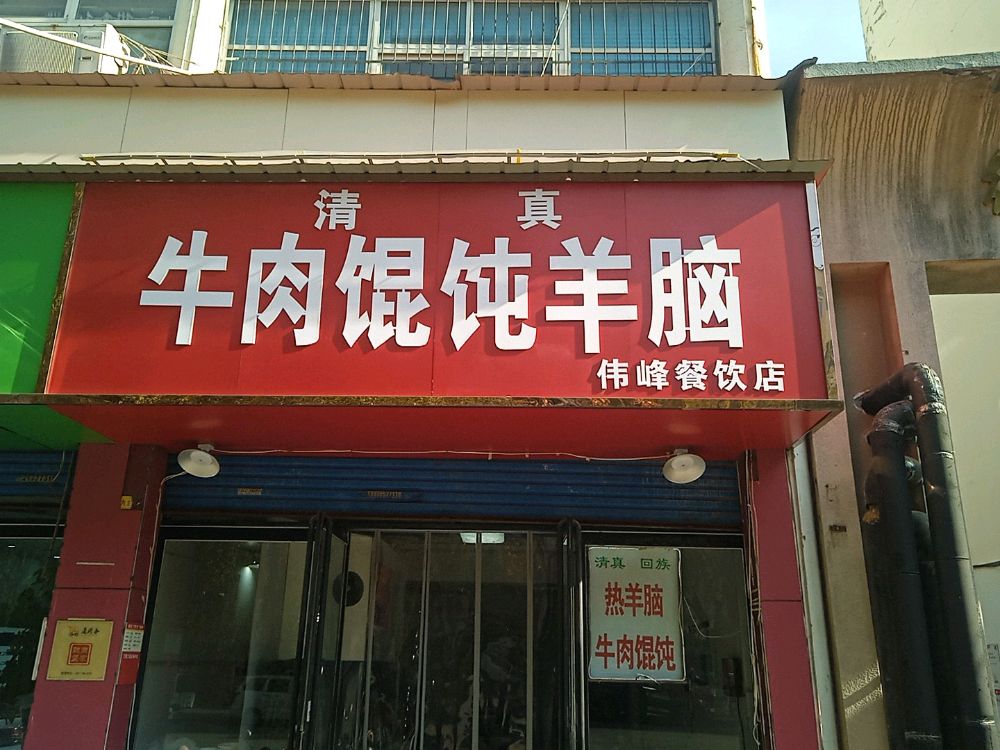 清真
牛肉馄饨羊脑
伟峰餐饮店
清真 回族
热羊脑
牛肉馄饨